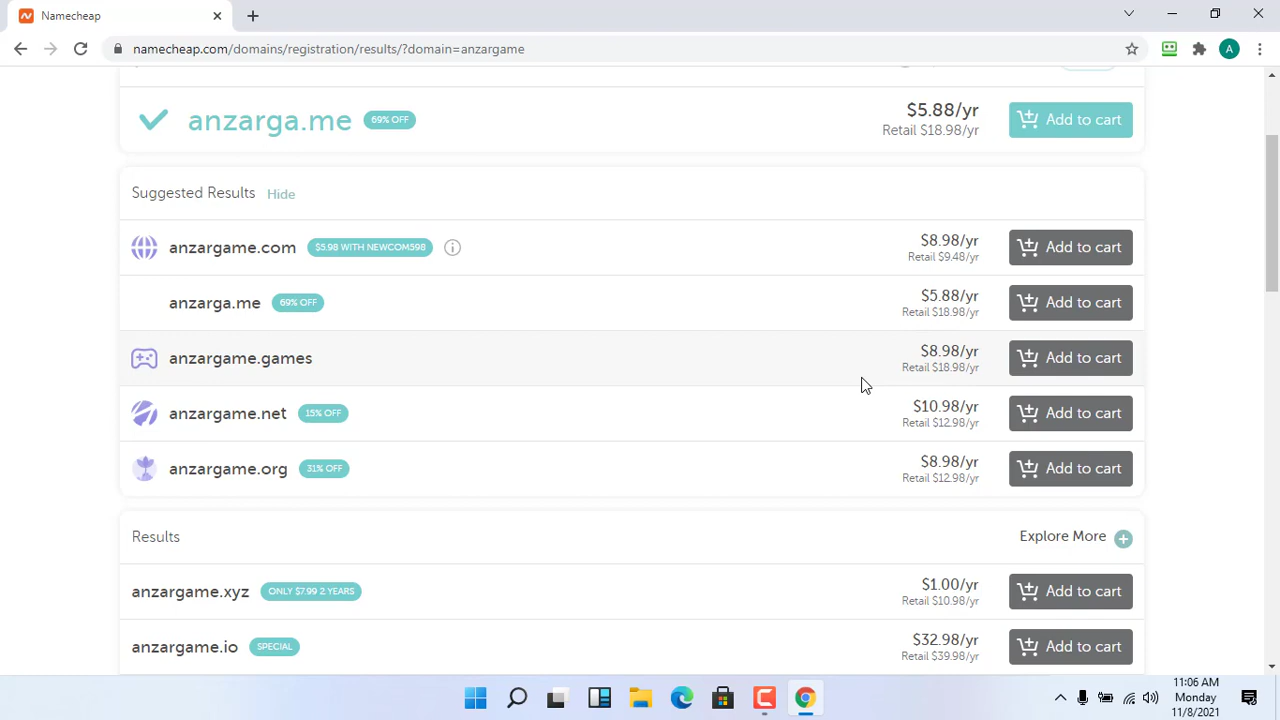 Namecheap
namecheap.com/domains/registration/results/?domain=anzargame
A
anzarga.me 69% OFF $5.88/yr Add to cart
Retail $18.98/yr
Suggested Results Hide
anzargame.com $5.98 WITH NEWCOM598 $8.98/yr Add to cart
Retail $9.48/yr
anzarga.me 69% OFF $5.88/yr Add to cart
Retail $18.98/yr
anzargame.games $8.98/yr Add to cart
Retail $18.98/yr
anzargame.net 15% OFF $10.98/yr Add to cart
Retail $12.98/yr
anzargame.org 31% OFF $8.98/yr Add to cart
Retail $12.98/yr
Results Explore More
anzargame.xyz ONLY $7.99 2 YEARS $1.00/yr Add to cart
Retail $10.98/yr
anzargame.io SPECIAL $32.98/yr Add to cart
Retail $39.98/yr
11:06 AM
Monday
11/8/2021